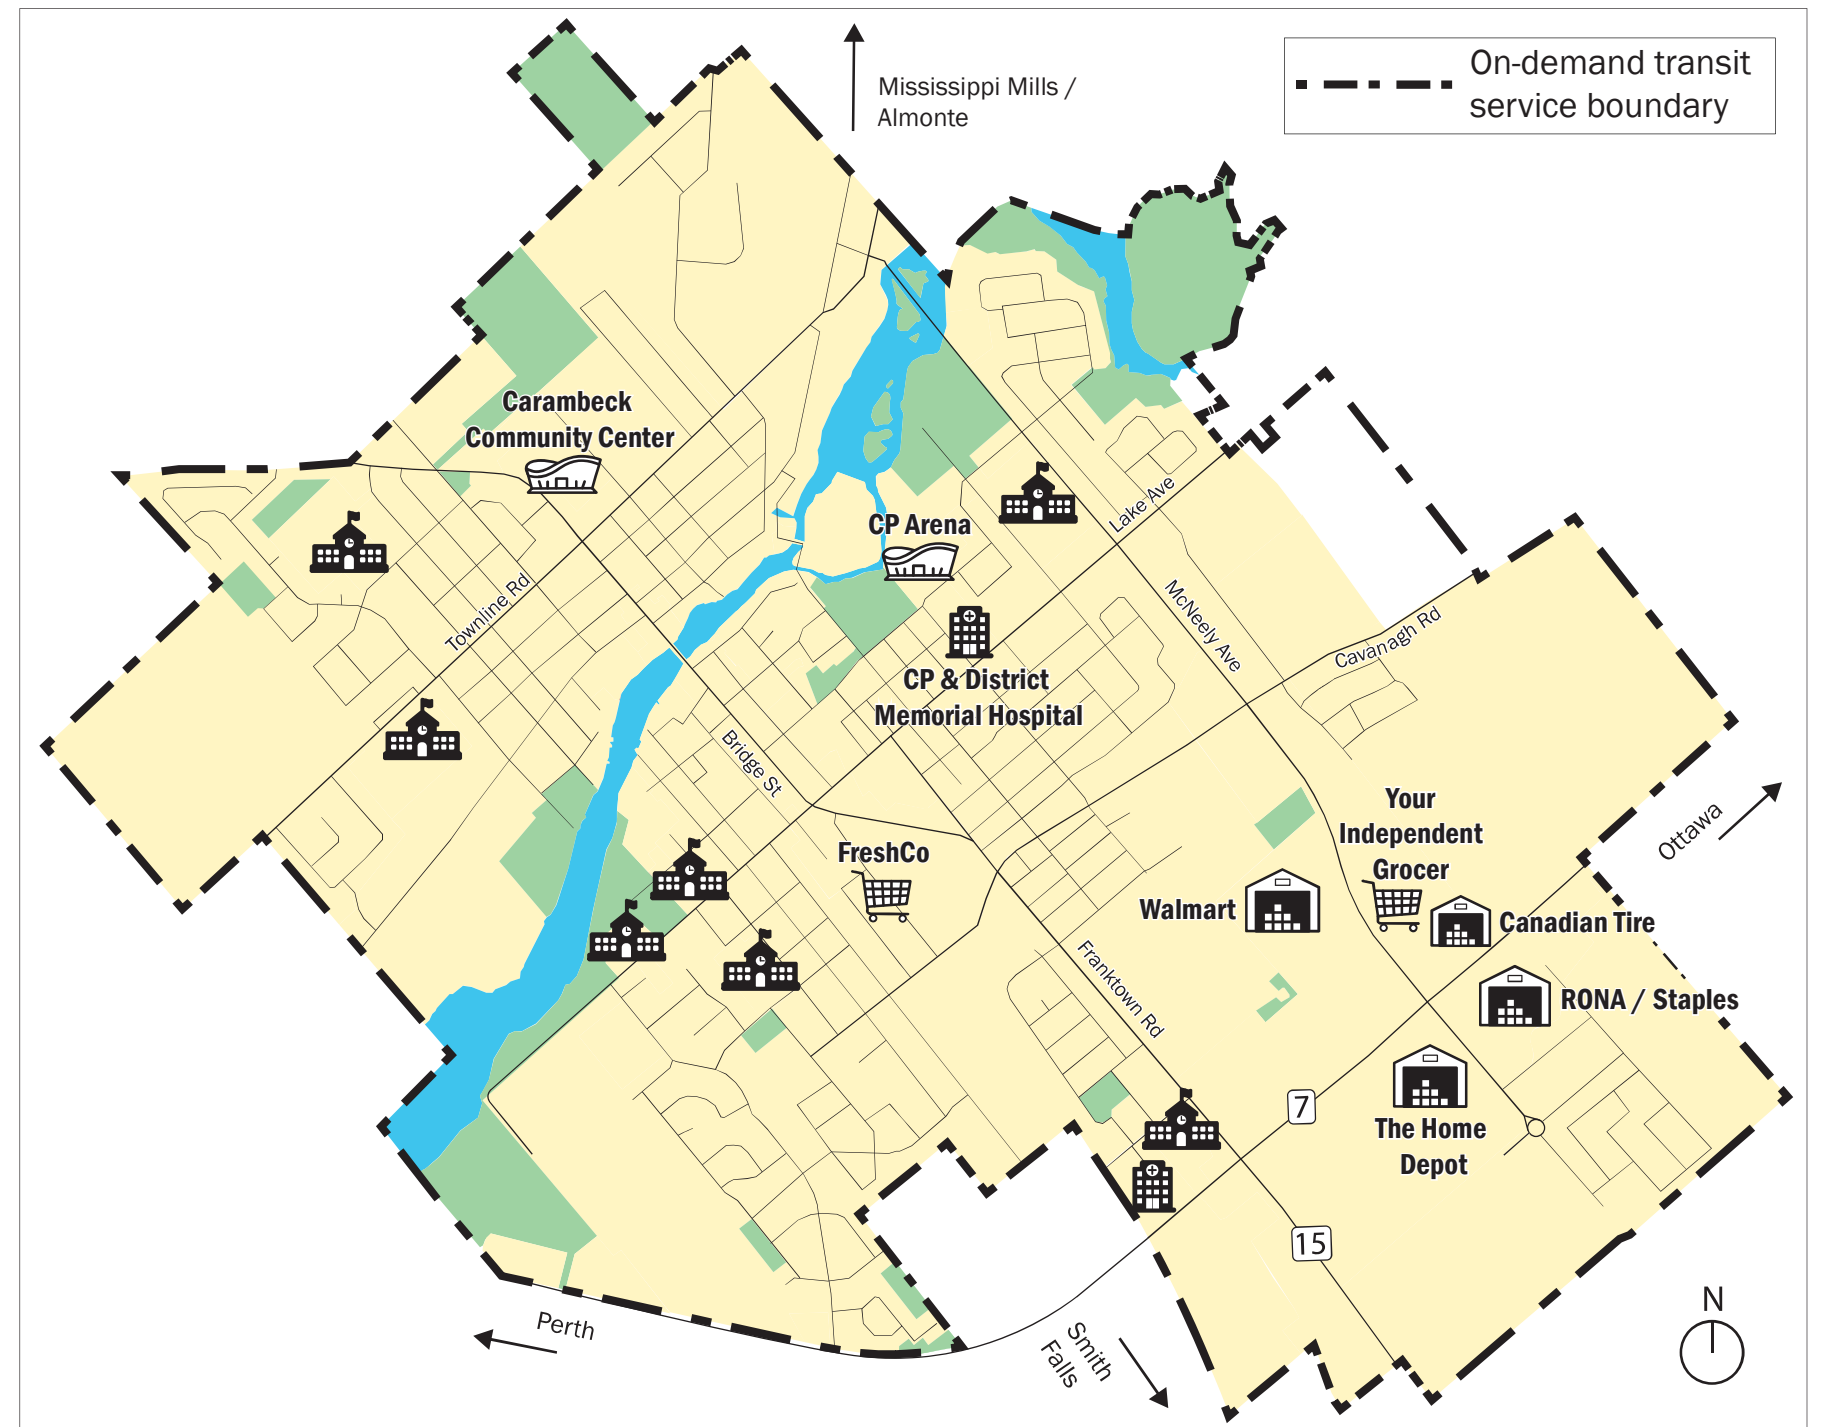 Mississippi Mills /
Almonte
On-demand transit
service boundary
Carambeck
Community Center
CP Arena
Lake Ave
Townline Rd
McNeely Ave
Cavanagh Rd
CP & District
Memorial Hospital
Bridge St
Your
Independent
Grocer
Ottawa
FreshCo
Walmart
Canadian Tire
Franktown Rd
RONA / Staples
7
The Home
Depot
15
N
Perth
Smith
Falls